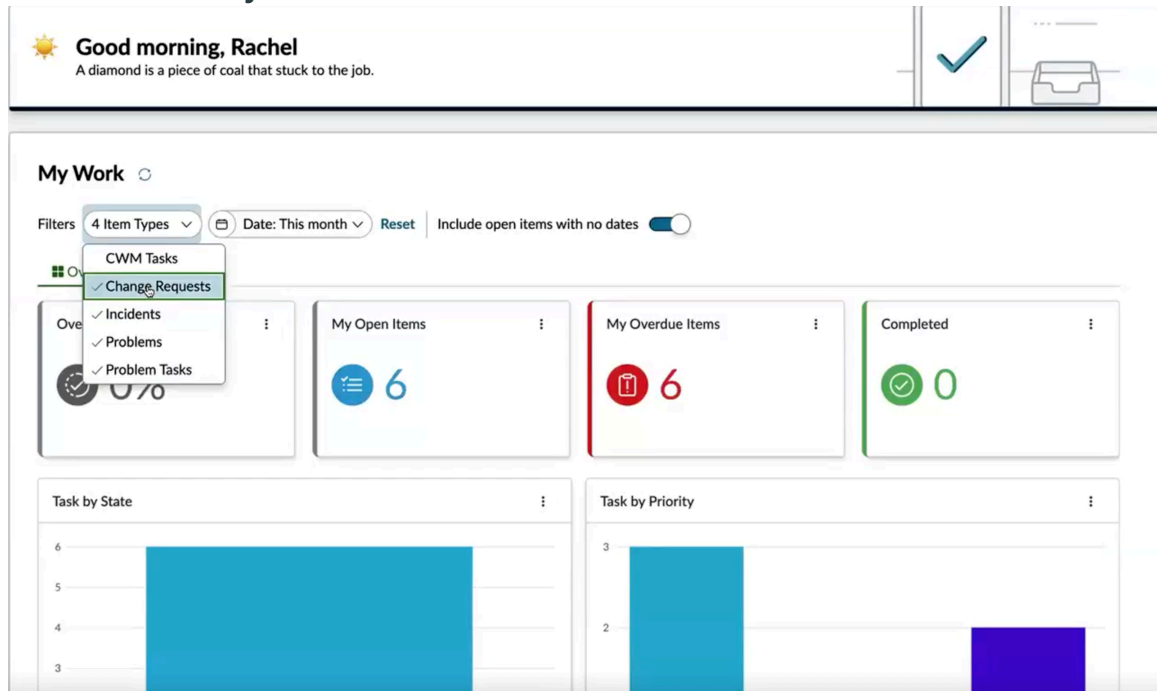 Good morning, Rachel
A diamond is a piece of coal that stuck to the job.
My Work
Filters 4 Item Types Date: This month Reset Include open items with no dates
CWM Tasks
Change Requests
Incidents
Problems
Problem Tasks
My Open Items
6
My Overdue Items
6
Completed
0
Task by State
6
5
4
3
Task by Priority
3
2